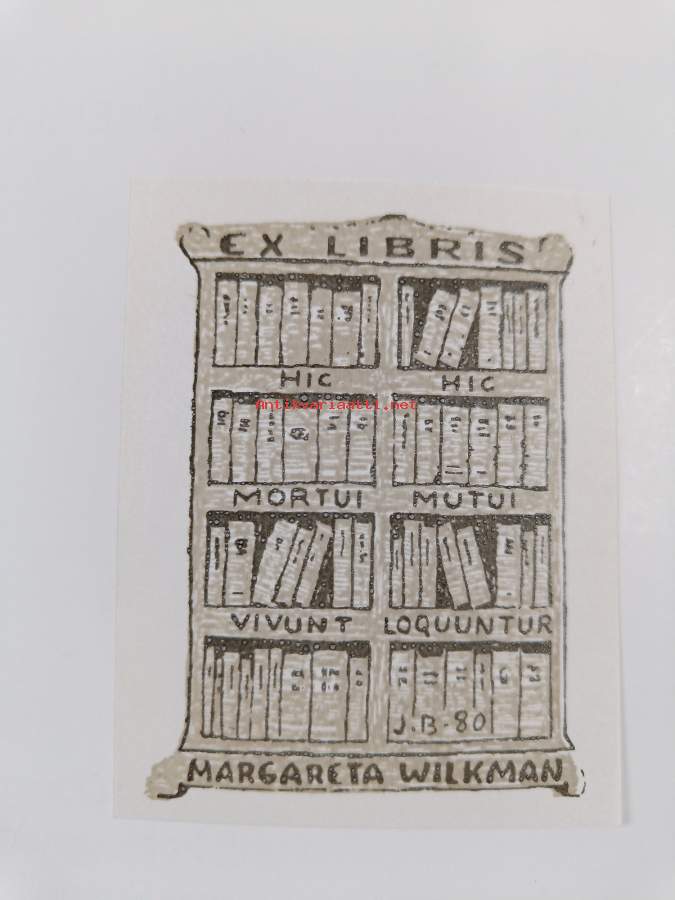 EX LIBRIS
HIC HIC
Antikvariaatti.net
MORTUI MUTUI
VIVUNT LOQUUNTUR
J.B-80
MARGARETA WILKMAN